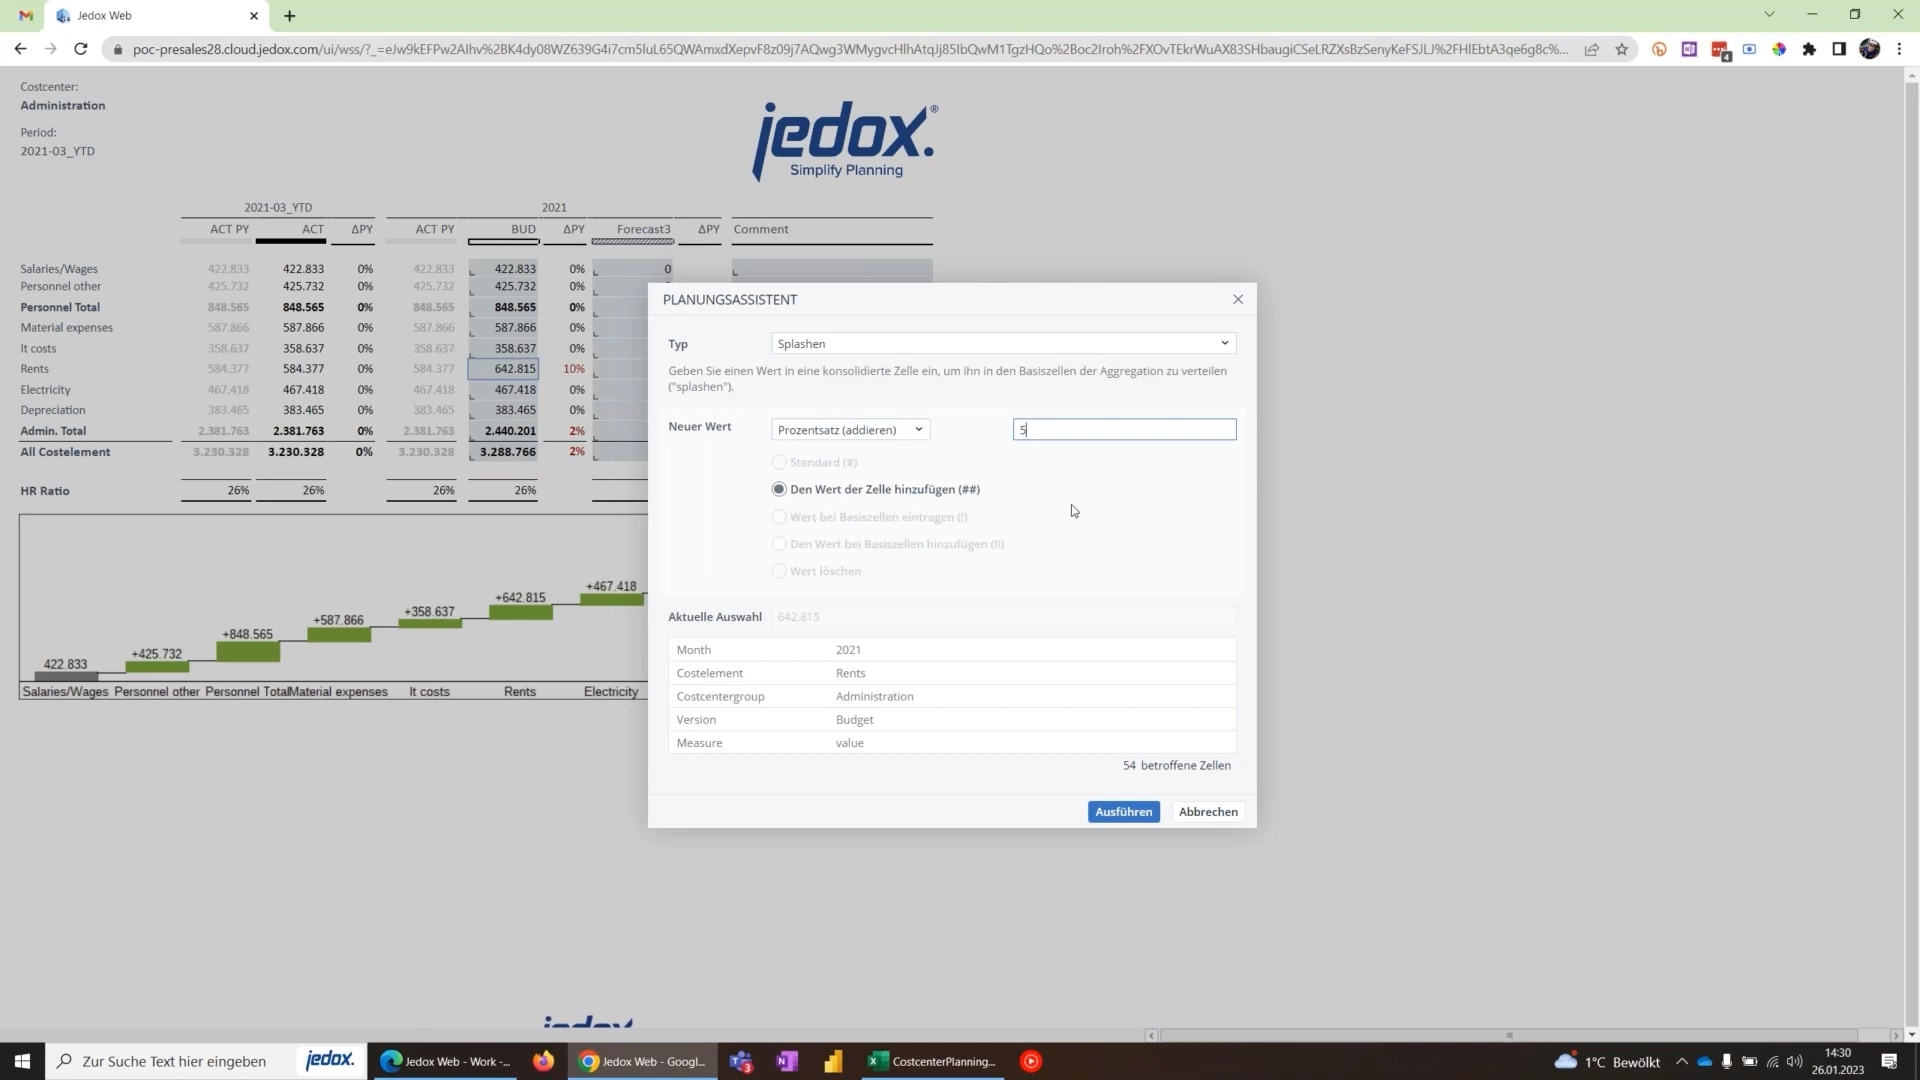 Jedox Web
poc-presales28.cloud.jedox.com/ui/wss/?_=eJw9kEFPw2AIhv%2BK4dy08WZ639G4i7cm5luL65QWAmxdXepvF8z09j7AQwg3WMygvcHlhAtqJj85IbQwM1TgzHQo%2Boc2Iroh%2FXOvTEkrWuAX83SHbaugiCSeLRZXsBzSenyKeFSJLJ%2FHlEbtA3qe6g8c%...
4
Costcenter:
Administration
Period:
2021-03_YTD
jedox.®
Simplify Planning
2021-03_YTD 2021
ACT PY ACT ΔPY ACT PY BUD ΔPY Forecast3 ΔPY Comment
Salaries/Wages 422.833 422.833 0% 422.833 422.833 0% 0
Personnel other 425.732 425.732 0% 425.732 425.732 0%
Personnel Total 848.565 848.565 0% 848.565 848.565 0%
Material expenses 587.866 587.866 0% 587.866 587.866 0%
It costs 358.637 358.637 0% 358.637 358.637 0%
Rents 584.377 584.377 0% 584.377 642.815 10%
Electricity 467.418 467.418 0% 467.418 467.418 0%
Depreciation 383.465 383.465 0% 383.465 383.465 0%
Admin. Total 2.381.763 2.381.763 0% 2.381.763 2.440.201 2%
All Costelement 3.230.328 3.230.328 0% 3.230.328 3.288.766 2%
HR Ratio 26% 26% 26% 26%
422.833 +425.732 +848.565 +587.866 +358.637 +642.815 +467.418
Salaries/Wages Personnel other Personnel Total Material expenses It costs Rents Electricity
PLANUNGSASSISTENT
Typ Splashen
Geben Sie einen Wert in eine konsolidierte Zelle ein, um ihn in den Basiszellen der Aggregation zu verteilen
("splashen").
Neuer Wert Prozentsatz (addieren) 5
Standard (#)
Den Wert der Zelle hinzufügen (##)
Wert bei Basiszellen eintragen (!)
Den Wert bei Basiszellen hinzufügen (!!)
Wert löschen
Aktuelle Auswahl 642.815
Month 2021
Costelement Rents
Costcentergroup Administration
Version Budget
Measure value
54 betroffene Zellen
Ausführen Abbrechen
Zur Suche Text hier eingeben
jedox.
Jedox Web - Work -...
Jedox Web - Googl...
3
CostcenterPlanning...
1°C Bewölkt
14:30
26.01.2023